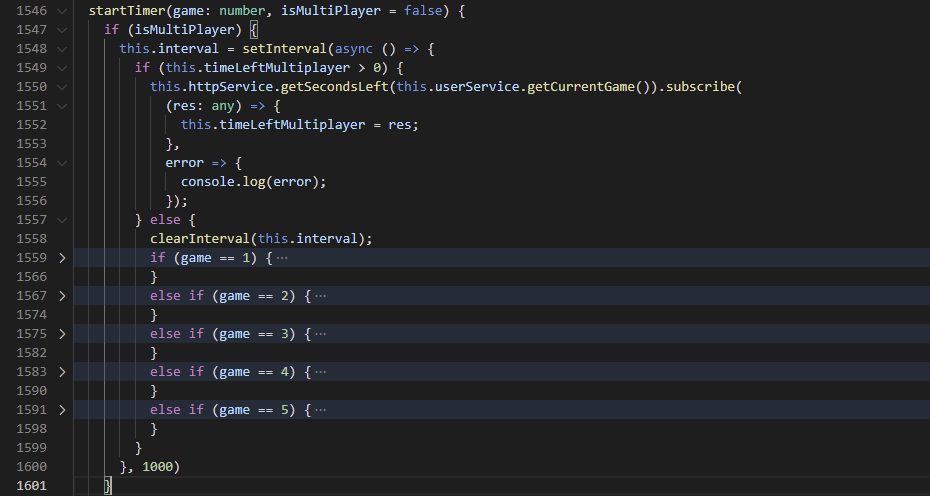 1546 startTimer(game: number, isMultiPlayer = false) {
1547 if (isMultiPlayer) {
1548 this.interval = setInterval(async () => {
1549 if (this.timeLeftMultiplayer > 0) {
1550 this.httpService.getSecondsLeft(this.userService.getCurrentGame()).subscribe(
1551 (res: any) => {
1552 this.timeLeftMultiplayer = res;
1553 },
1554 error => {
1555 console.log(error);
1556 });
1557 } else {
1558 clearInterval(this.interval);
1559 if (game == 1) { ⋯
1566 }
1567 else if (game == 2) { ⋯
1574 }
1575 else if (game == 3) { ⋯
1582 }
1583 else if (game == 4) { ⋯
1590 }
1591 else if (game == 5) { ⋯
1598 }
1599 }
1600 }, 1000)
1601 }